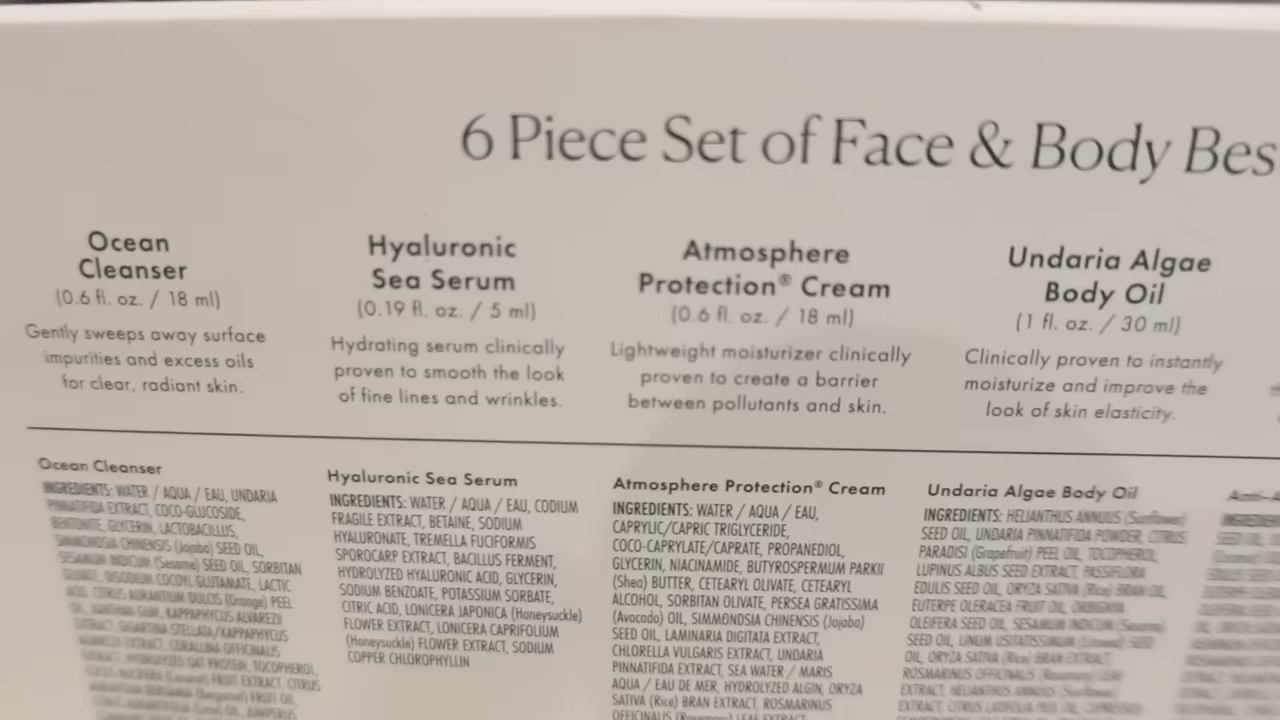 6 Piece Set of Face & Body Bes
Ocean
Cleanser
(0.6 fl. oz. / 18 ml)
Gently sweeps away surface
impurities and excess oils
for clear, radiant skin.
Hyaluronic
Sea Serum
(0.19 fl. oz. / 5 ml)
Hydrating serum clinically
proven to smooth the look
of fine lines and wrinkles.
Atmosphere
Protection® Cream
(0.6 fl. oz. / 18 ml)
Lightweight moisturizer clinically
proven to create a barrier
between pollutants and skin.
Undaria Algae
Body Oil
(1 fl. oz. / 30 ml)
Clinically proven to instantly
moisturize and improve the
look of skin elasticity.
Ocean Cleanser
INGREDIENTS: WATER / AQUA / EAU, UNDARIA
PINNATIFIDA EXTRACT, COCO-GLUCOSIDE,
BENTONITE, GLYCERIN, LACTOBACILLUS,
SIMMONDSIA CHINENSIS (Jojoba) SEED OIL,
SESAMUM INDICUM (Sesame) SEED OIL, SORBITAN
OLIVATE, DISODIUM COCOYL GLUTAMATE, LACTIC
ACID, CITRUS AURANTIUM DULCIS (Orange) PEEL
OIL, XANTHAN GUM, KAPPAPHYCUS ALVAREZII
EXTRACT, GIGARTINA STELLATA/KAPPAPHYCUS
ALVAREZII EXTRACT, CORALLINA OFFICINALIS
EXTRACT, HYDROLYZED OAT PROTEIN, TOCOPHEROL,
COCOS NUCIFERA (Coconut) FRUIT EXTRACT, CITRUS
AURANTIUM BERGAMIA (Bergamot) FRUIT OIL,
Hyaluronic Sea Serum
INGREDIENTS: WATER / AQUA / EAU, CODIUM
FRAGILE EXTRACT, BETAINE, SODIUM
HYALURONATE, TREMELLA FUCIFORMIS
SPOROCARP EXTRACT, BACILLUS FERMENT,
HYDROLYZED HYALURONIC ACID, GLYCERIN,
SODIUM BENZOATE, POTASSIUM SORBATE,
CITRIC ACID, LONICERA JAPONICA (Honeysuckle)
FLOWER EXTRACT, LONICERA CAPRIFOLIUM
(Honeysuckle) FLOWER EXTRACT, SODIUM
COPPER CHLOROPHYLLIN
Atmosphere Protection® Cream
INGREDIENTS: WATER / AQUA / EAU,
CAPRYLIC/CAPRIC TRIGLYCERIDE,
COCO-CAPRYLATE/CAPRATE, PROPANEDIOL,
GLYCERIN, NIACINAMIDE, BUTYROSPERMUM PARKII
(Shea) BUTTER, CETEARYL OLIVATE, CETEARYL
ALCOHOL, SORBITAN OLIVATE, PERSEA GRATISSIMA
(Avocado) OIL, SIMMONDSIA CHINENSIS (Jojoba)
SEED OIL, LAMINARIA DIGITATA EXTRACT,
CHLORELLA VULGARIS EXTRACT, UNDARIA
PINNATIFIDA EXTRACT, SEA WATER / MARIS
AQUA / EAU DE MER, HYDROLYZED ALGIN, ORYZA
SATIVA (Rice) BRAN EXTRACT, ROSMARINUS
OFFICINALIS (Rosemary) LEAF EXTRACT
Undaria Algae Body Oil
INGREDIENTS: HELIANTHUS ANNUUS (Sunflower)
SEED OIL, UNDARIA PINNATIFIDA POWDER, CITRUS
PARADISI (Grapefruit) PEEL OIL, TOCOPHEROL,
LUPINUS ALBUS SEED EXTRACT, PASSIFLORA
EDULIS SEED OIL, ORYZA SATIVA (Rice) BRAN OIL,
EUTERPE OLERACEA FRUIT OIL, ORBIGNYA
OLEIFERA SEED OIL, SESAMUM INDICUM (Sesame)
SEED OIL, LINUM USITATISSIMUM SEED
OIL, ORYZA SATIVA (Rice) BRAN EXTRACT,
ROSMARINUS OFFICINALIS (Rosemary) LEAF
EXTRACT, HELIANTHUS ANNUUS (Sunflower)